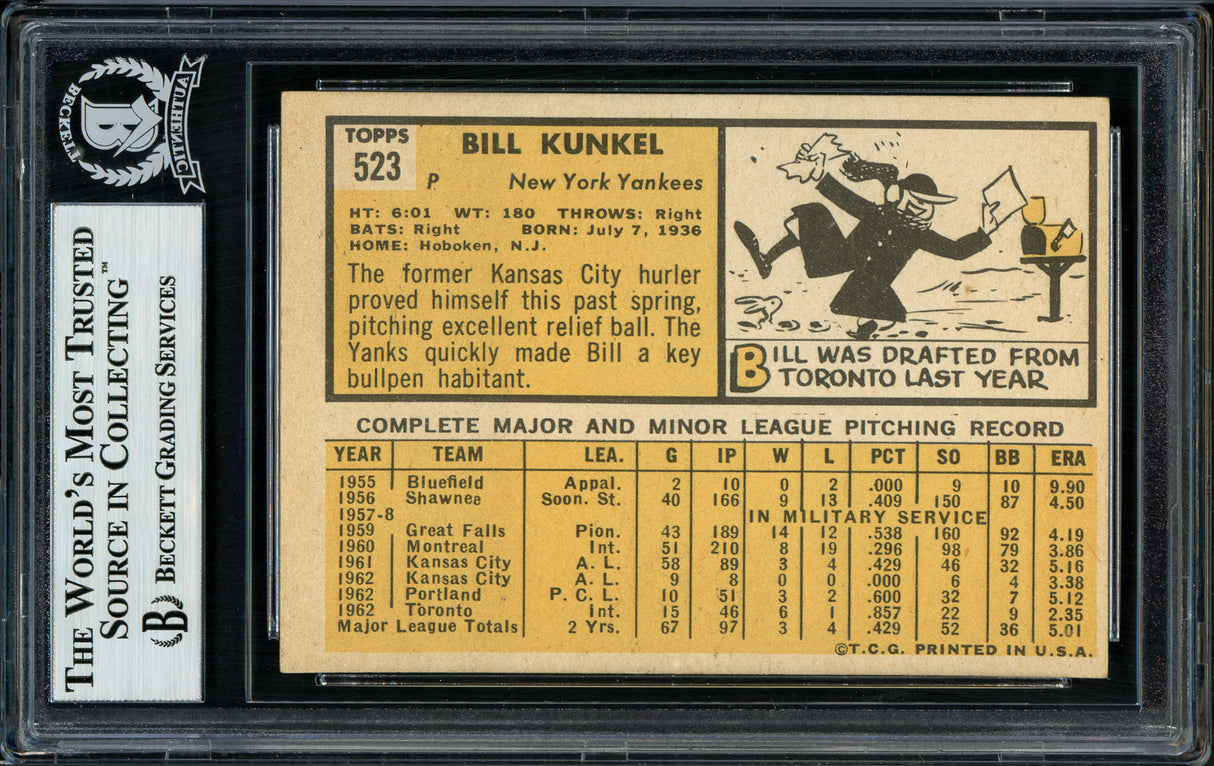 BECKETT
AUTHENTIC
B
THE WORLD'S MOST TRUSTED
SOURCE IN COLLECTING™
B BECKETT GRADING SERVICES
TOPPS
523
BILL KUNKEL
P New York Yankees
HT: 6:01 WT: 180 THROWS: Right
BATS: Right BORN: July 7, 1936
HOME: Hoboken, N.J.
The former Kansas City hurler
proved himself this past spring,
pitching excellent relief ball. The
Yanks quickly made Bill a key
bullpen habitant.
BILL WAS DRAFTED FROM
TORONTO LAST YEAR
COMPLETE MAJOR AND MINOR LEAGUE PITCHING RECORD
YEAR TEAM LEA. G IP W L PCT SO BB ERA
1955 Bluefield Appal. 2 10 0 2 .000 9 10 9.90
1956 Shawnee Soon. St. 40 166 9 13 .409 150 87 4.50
1957-8 IN MILITARY SERVICE
1959 Great Falls Pion. 43 189 14 12 .538 160 92 4.19
1960 Montreal Int. 51 210 8 19 .296 98 79 3.86
1961 Kansas City A. L. 58 89 3 4 .429 46 32 5.16
1962 Kansas City A. L. 9 8 0 0 .000 6 4 3.38
1962 Portland P. C. L. 10 51 3 2 .600 32 7 5.12
1962 Toronto Int. 15 46 6 1 .857 22 9 2.35
Major League Totals 2 Yrs. 67 97 3 4 .429 52 36 5.01
©T.C.G. PRINTED IN U.S.A.